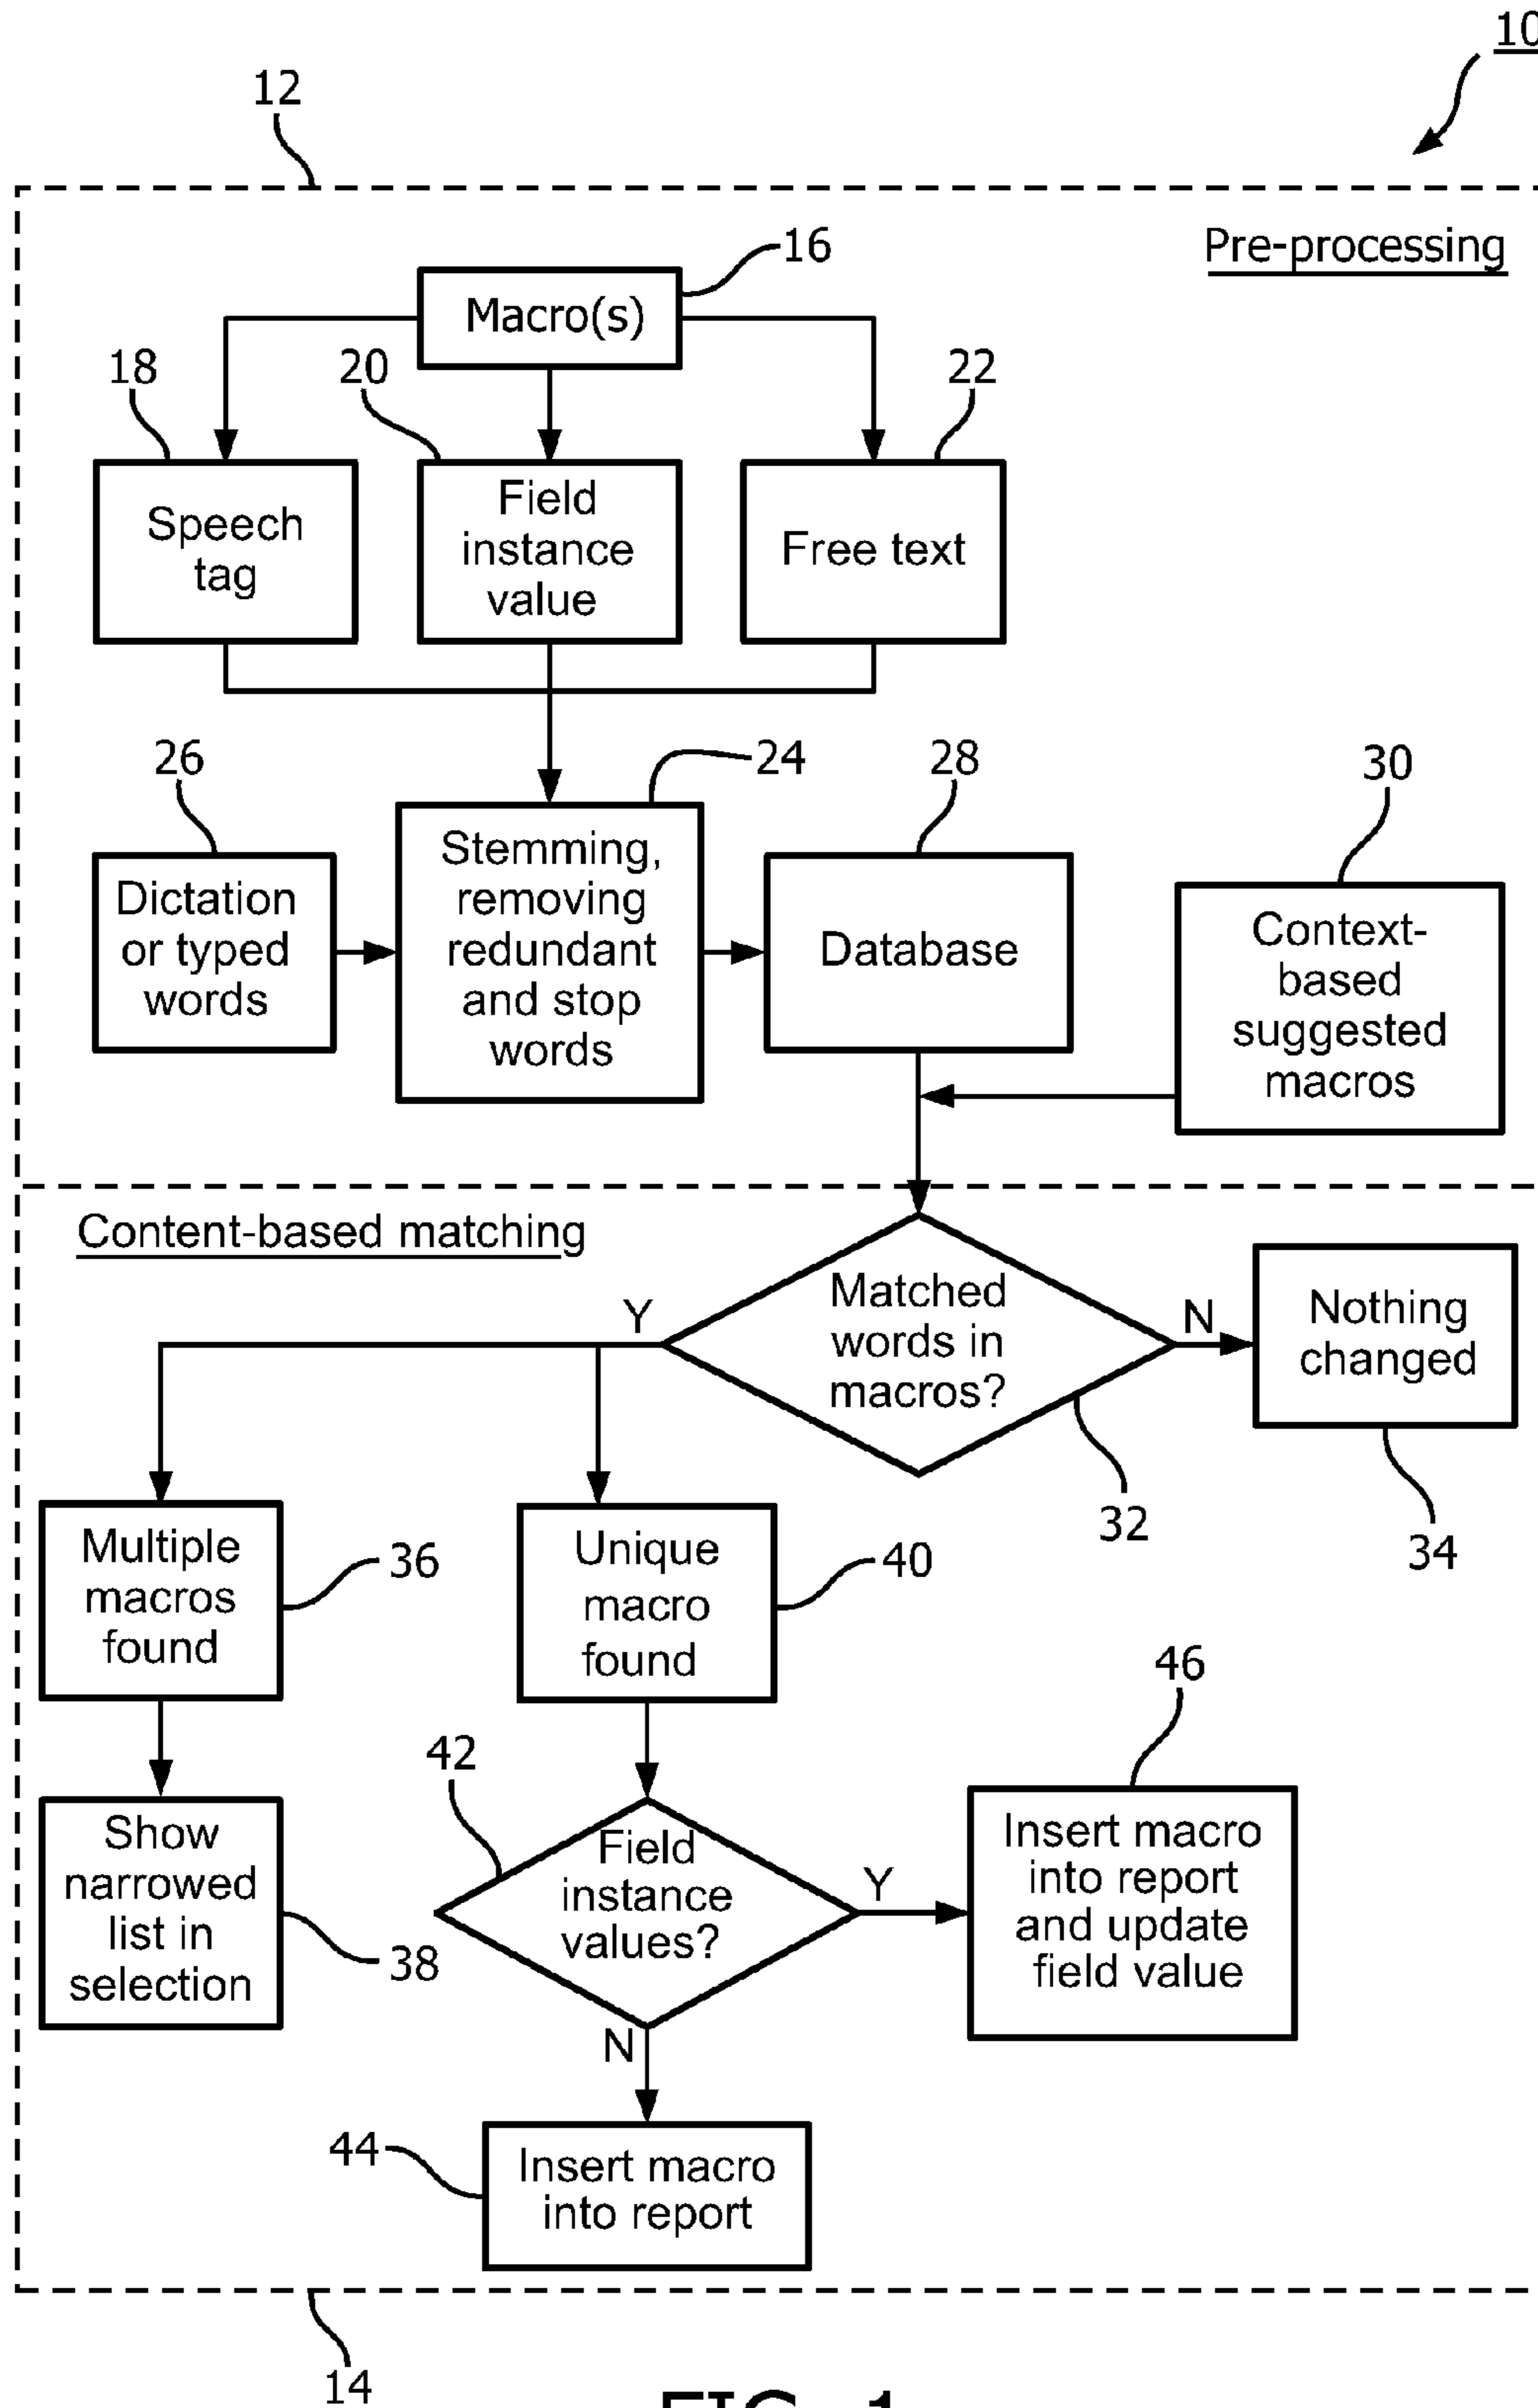 10
12
Pre-processing
16
Macro(s)
18
20
22
Speech
tag
Field
instance
value
Free text
26
24
28
30
Dictation
or typed
words
Stemming,
removing
redundant
and stop
words
Database
Context-
based
suggested
macros
Content-based matching
Matched
words in
macros?
Y
N
Nothing
changed
32
34
Multiple
macros
found
36
Unique
macro
found
40
46
42
Show
narrowed
list in
selection
38
Field
instance
values?
Y
N
Insert macro
into report
and update
field value
44
Insert macro
into report
14
FIG. 1